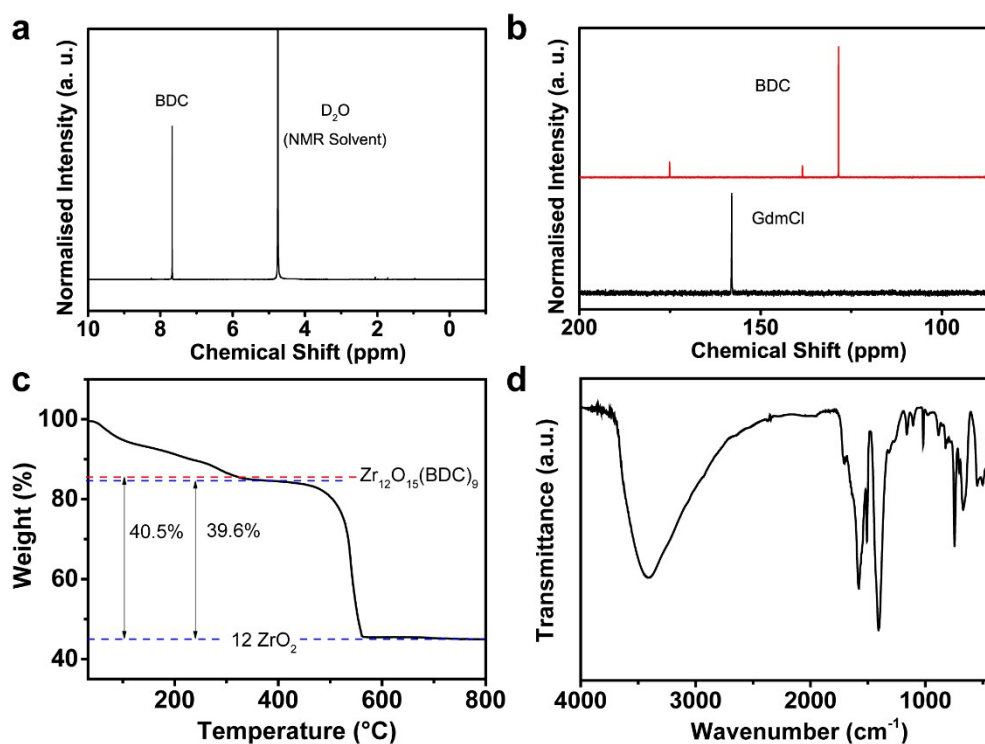 a
Normalised Intensity (a. u.)
BDC
D₂O
(NMR Solvent)
10 8 6 4 2 0
Chemical Shift (ppm)
b
Normalised Intensity (a. u.)
BDC
GdmCl
200 150 100
Chemical Shift (ppm)
c
Weight (%)
100
80
60
40
Zr₁₂O₁₅(BDC)₉
40.5%
39.6%
12 ZrO₂
0 200 400 600 800
Temperature (°C)
d
Transmittance (a.u.)
4000 3000 2000 1000
Wavenumber (cm⁻¹)